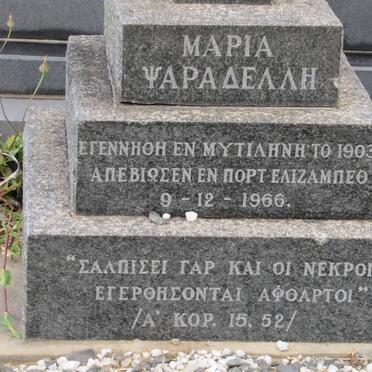 ΜΑΡΙΑ
ΨΑΡΑΔΕΛΛΗ
ΕΓΕΝΝΗΘΗ ΕΝ ΜΥΤΙΛΗΝΗ ΤΟ 1903
ΑΠΕΒΙΩΣΕΝ ΕΝ ΠΟΡΤ ΕΛΙΖΑΜΠΕΘ
9-12-1966.
"ΣΑΛΠΙΣΕΙ ΓΑΡ ΚΑΙ ΟΙ ΝΕΚΡΟΙ
ΕΓΕΡΘΗΣΟΝΤΑΙ ΑΦΘΑΡΤΟΙ"
/Α' ΚΟΡ. 15, 52/